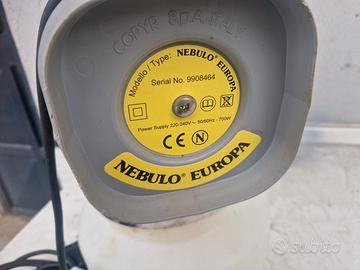 COPYR S.p.A.-ITALY
Modello / Type: NEBULO® EUROPA
Serial No. 9908464
Power Supply 220-240V~ 50/60Hz - 700W
CE N
NEBULO® EUROPA
subito